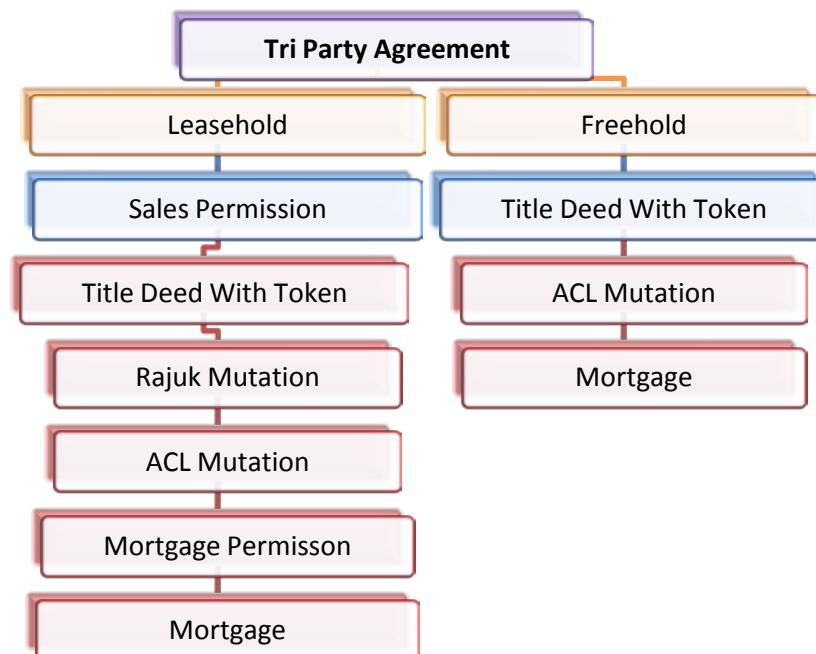 Tri Party Agreement
Leasehold
Freehold
Sales Permission
Title Deed With Token
Title Deed With Token
ACL Mutation
Rajuk Mutation
Mortgage
ACL Mutation
Mortgage Permisson
Mortgage